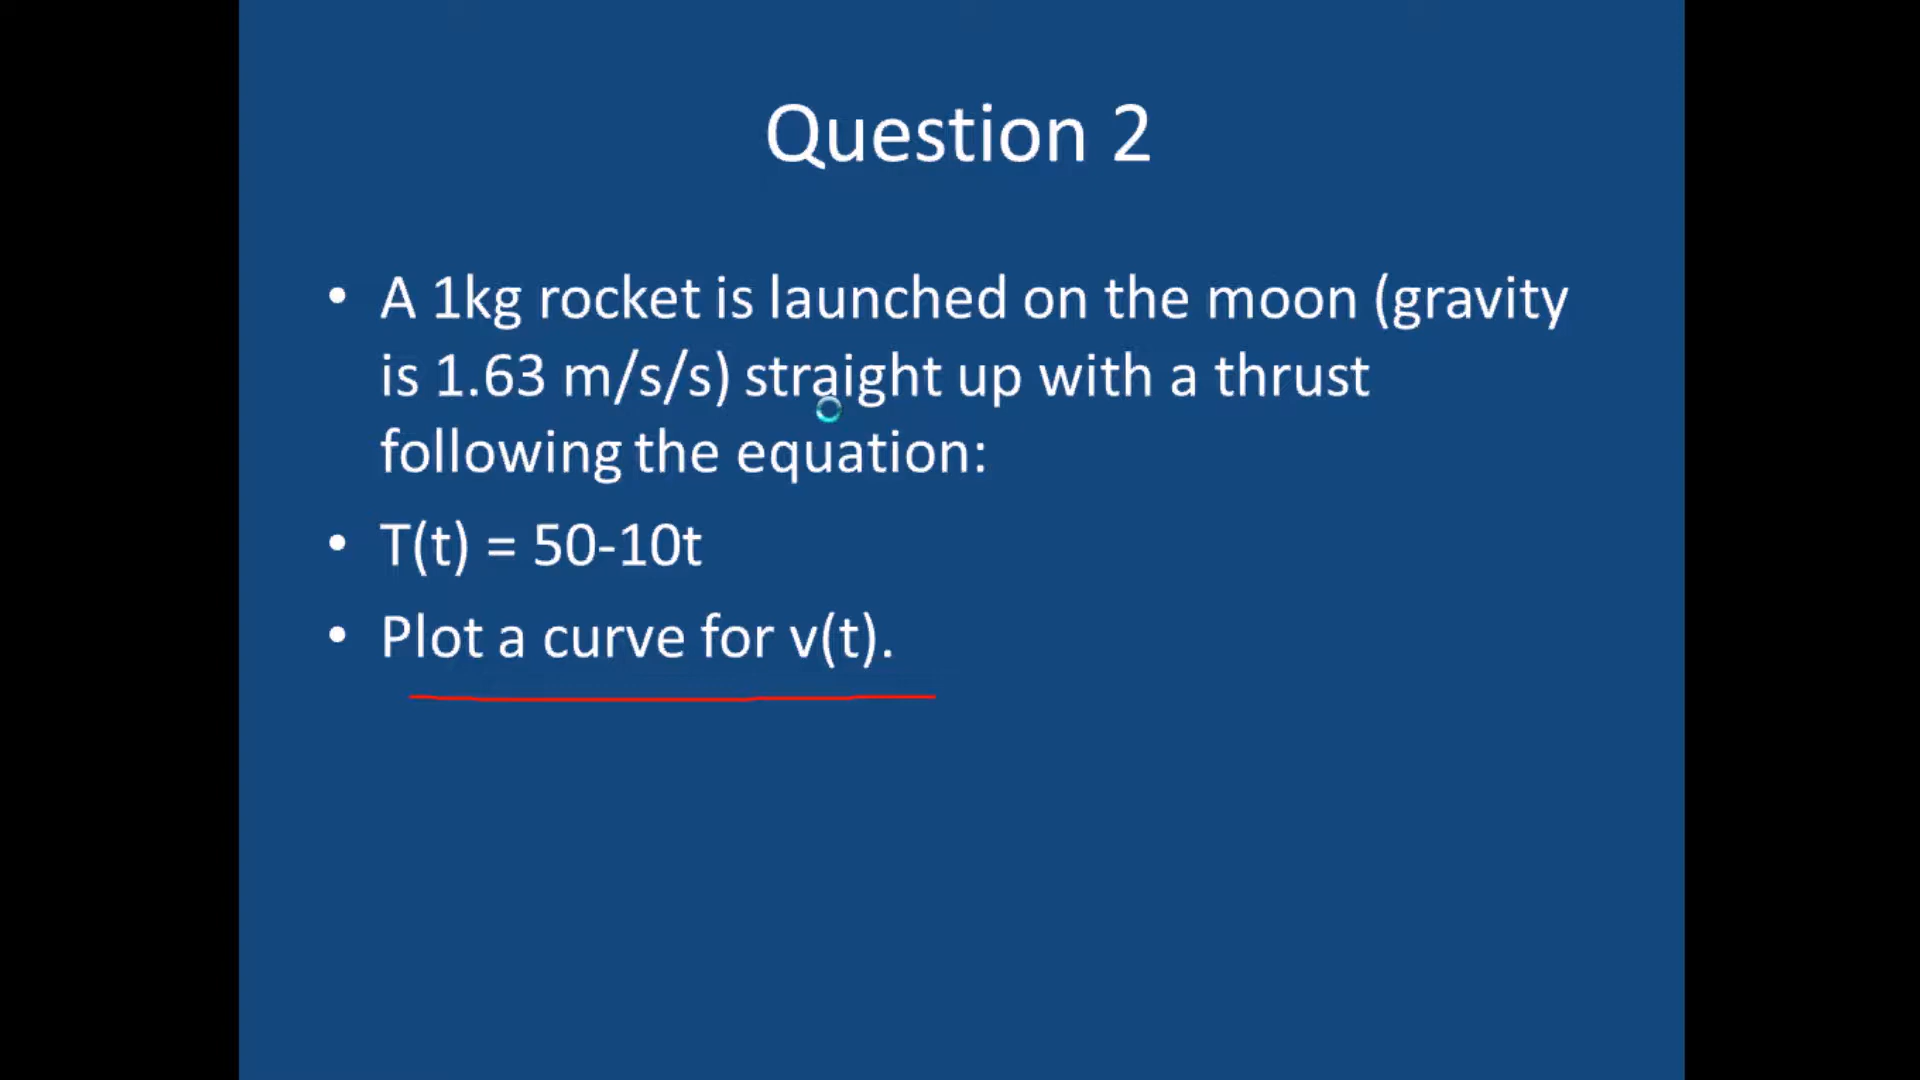 Question 2
• A 1kg rocket is launched on the moon (gravity
is 1.63 m/s/s) straight up with a thrust
following the equation:
• T(t) = 50-10t
• Plot a curve for v(t).